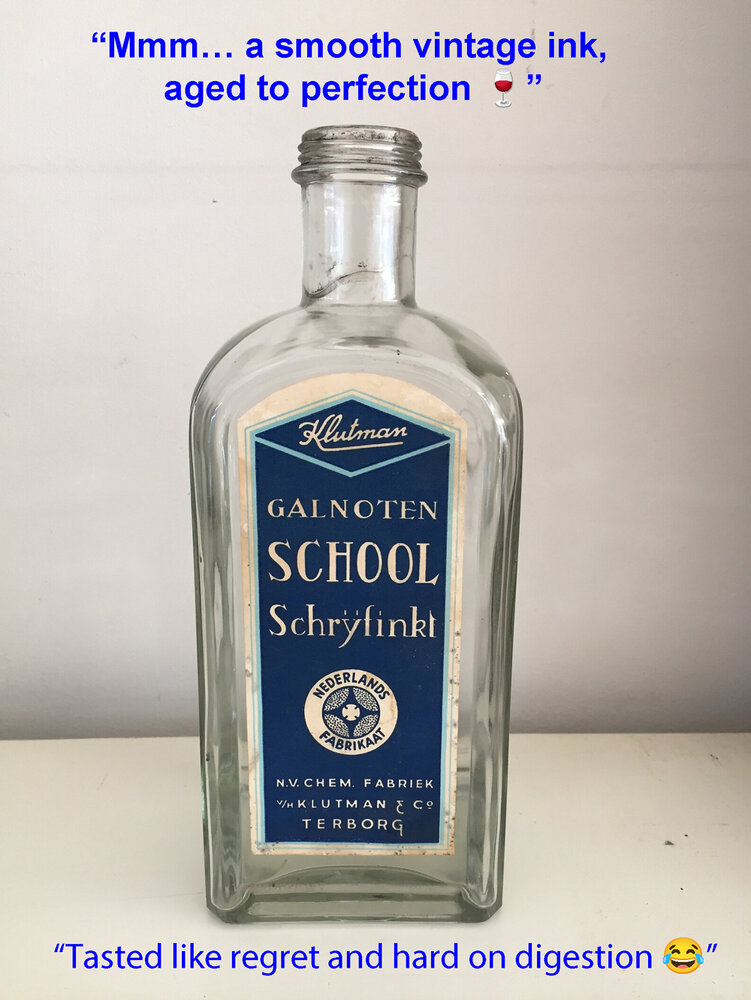 “Mmm... a smooth vintage ink,
aged to perfection 🍷”
Klutman
GALNOTEN
SCHOOL
Schrÿfinkt
NEDERLANDS
FABRIKAAT
N.V. CHEM. FABRIEK
V/H KLUTMAN & Co
TERBORG
“Tasted like regret and hard on digestion 😂”